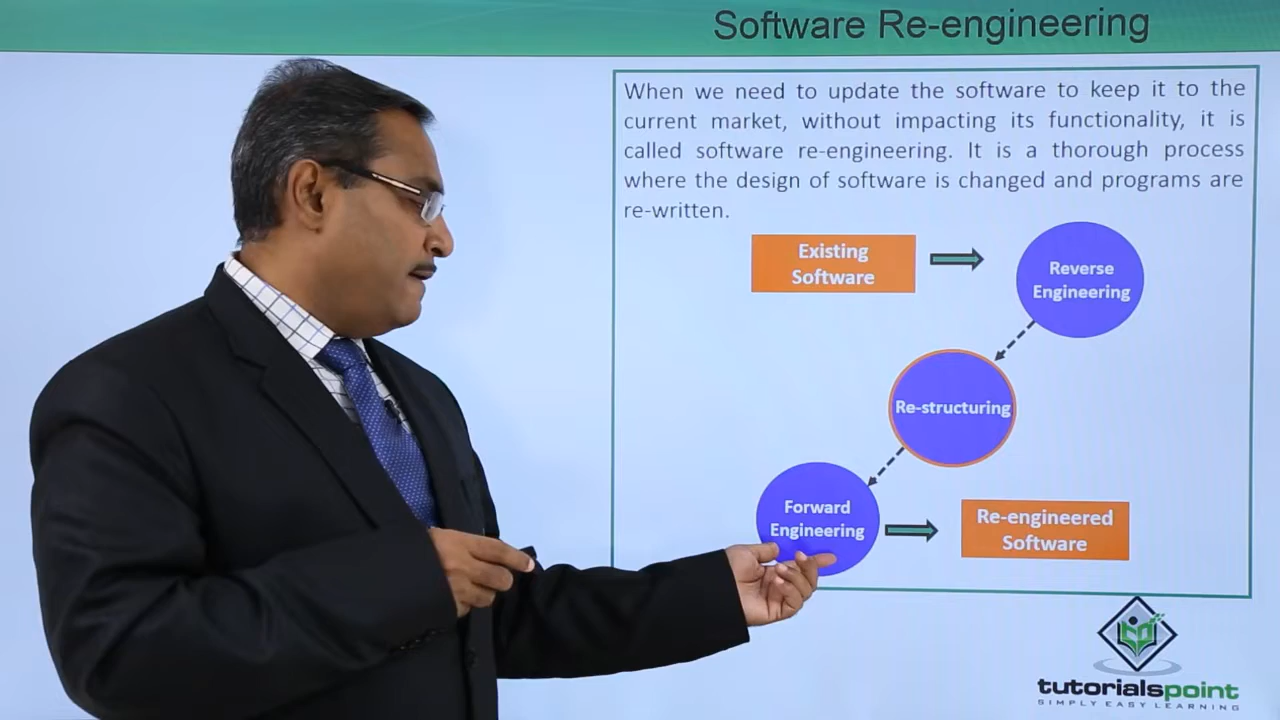 Software Re-engineering
When we need to update the software to keep it to the
current market, without impacting its functionality, it is
called software re-engineering. It is a thorough process
where the design of software is changed and programs are
re-written.
Existing
Software
Reverse
Engineering
Re-structuring
Forward
Engineering
Re-engineered
Software
tutorialspoint
SIMPLY EASY LEARNING